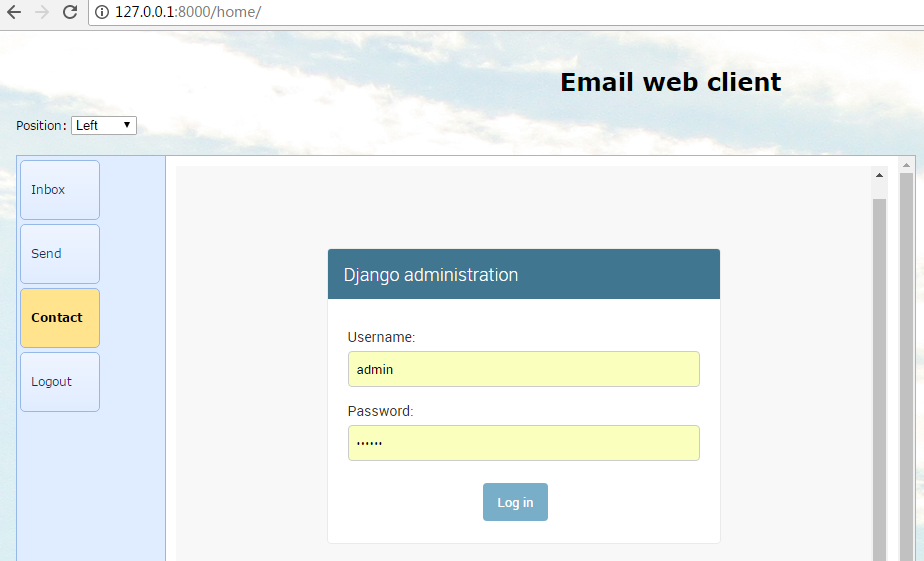 127.0.0.1:8000/home/
Email web client
Position: Left
Inbox
Send
Contact
Logout
Django administration
Username:
admin
Password:
······
Log in